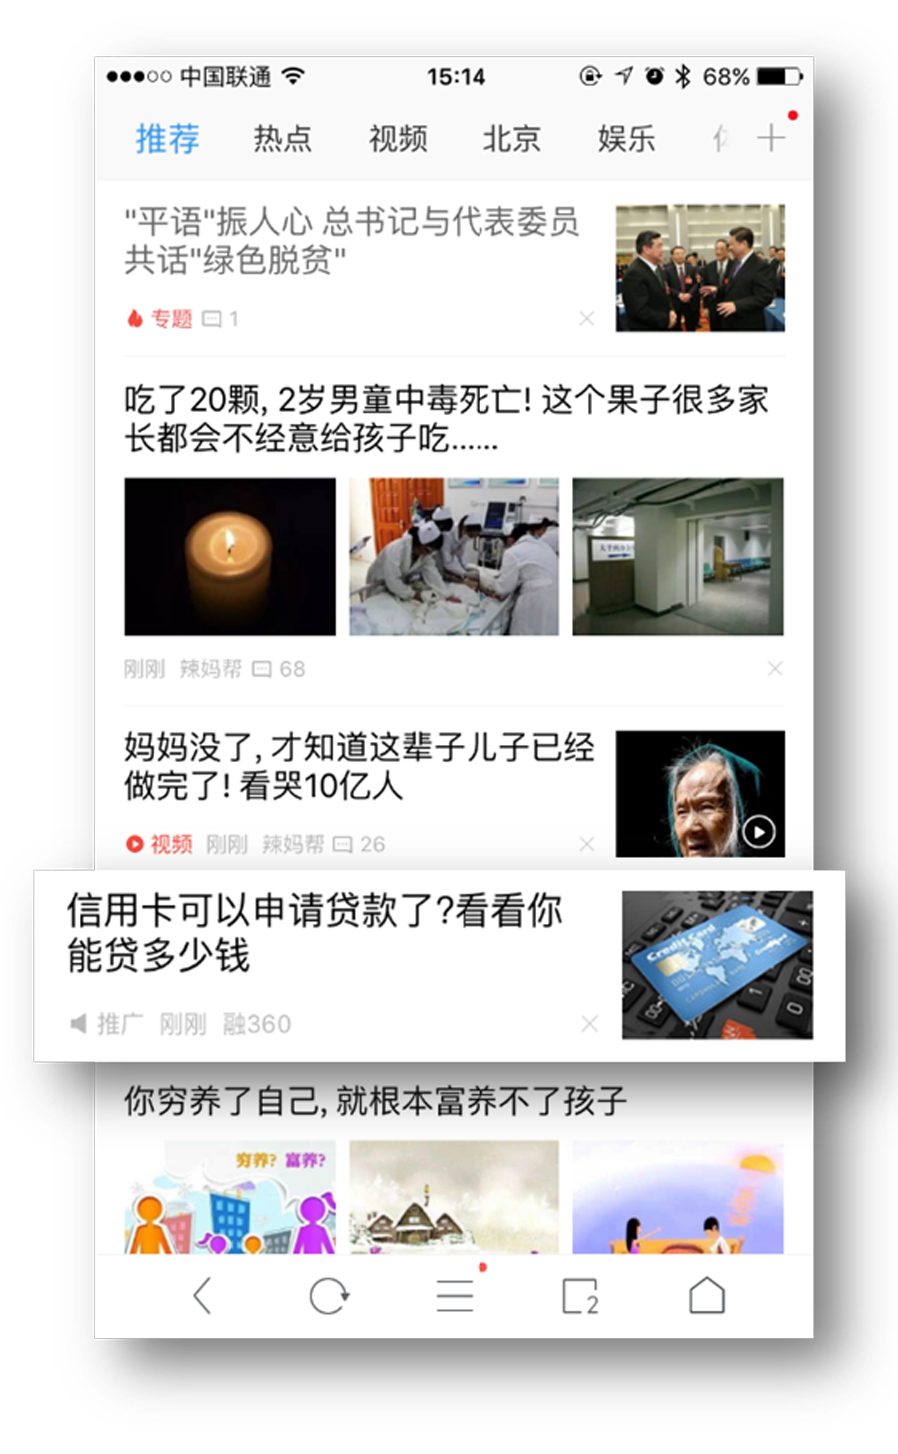 中国联通 15:14 68%
推荐 热点 视频 北京 娱乐
"平语"振人心 总书记与代表委员
共话"绿色脱贫"
专题 1
吃了20颗, 2岁男童中毒死亡! 这个果子很多家
长都会不经意给孩子吃......
刚刚 辣妈帮 68
妈妈没了, 才知道这辈子儿子已经
做完了! 看哭10亿人
视频 刚刚 辣妈帮 26
信用卡可以申请贷款了?看看你
能贷多少钱
Credit Card
推广 刚刚 融360
你穷养了自己, 就根本富养不了孩子
穷养? 富养?
2